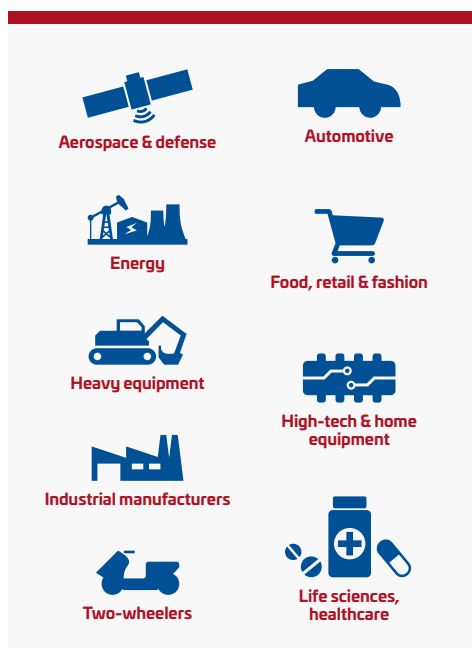 Aerospace & defense
Automotive
Energy
Food, retail & fashion
Heavy equipment
High-tech & home
equipment
Industrial manufacturers
Life sciences,
healthcare
Two-wheelers